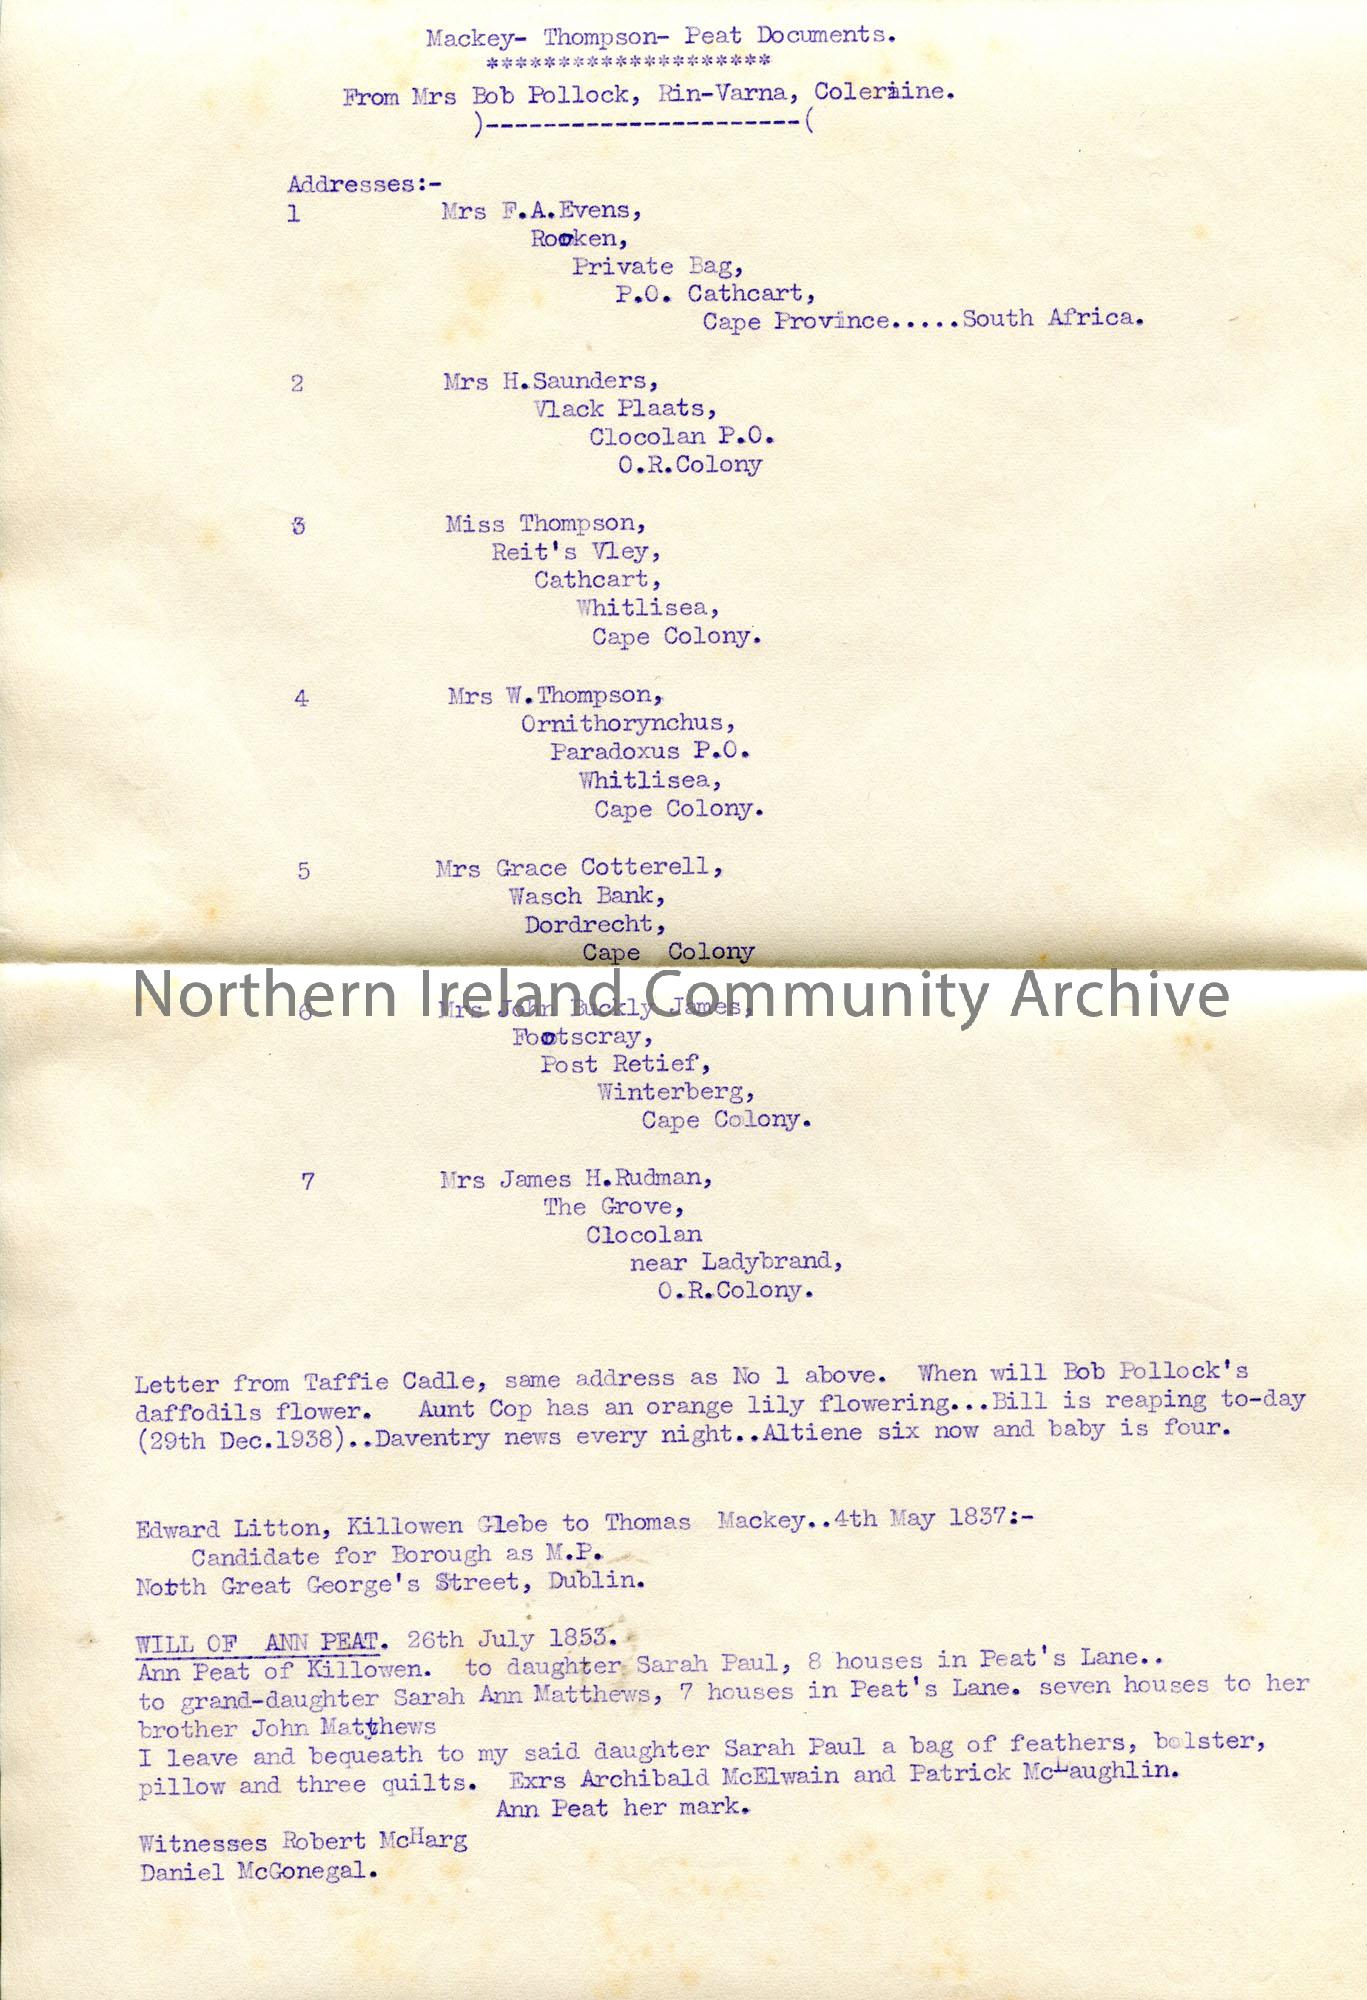 Mackey- Thompson- Peat Documents.
********************
From Mrs Bob Pollock, Rin-Varna, Coleraine.
)----------------------(
Addresses:-
1 Mrs F.A.Evens,
Rooken,
Private Bag,
P.O. Cathcart,
Cape Province.....South Africa.
2 Mrs H.Saunders,
Vlack Plaats,
Clocolan P.O.
O.R.Colony
3 Miss Thompson,
Reit's Vley,
Cathcart,
Whitlisea,
Cape Colony.
4 Mrs W.Thompson,
Ornithorynchus,
Paradoxus P.O.
Whitlisea,
Cape Colony.
5 Mrs Grace Cotterell,
Wasch Bank,
Dordrecht,
Cape Colony
Northern Ireland Community Archive
6 Mrs John Buckly James,
Footscray,
Post Retief,
Winterberg,
Cape Colony.
7 Mrs James H.Rudman,
The Grove,
Clocolan
near Ladybrand,
O.R.Colony.
Letter from Taffie Cadle, same address as No 1 above. When will Bob Pollock's
daffodils flower. Aunt Cop has an orange lily flowering...Bill is reaping to-day
(29th Dec.1938)..Daventry news every night..Altiene six now and baby is four.
Edward Litton, Killowen Glebe to Thomas Mackey..4th May 1837:-
Candidate for Borough as M.P.
North Great George's Street, Dublin.
WILL OF ANN PEAT. 26th July 1853.
Ann Peat of Killowen. to daughter Sarah Paul, 8 houses in Peat's Lane..
to grand-daughter Sarah Ann Matthews, 7 houses in Peat's Lane. seven houses to her
brother John Matthews
I leave and bequeath to my said daughter Sarah Paul a bag of feathers, bolster,
pillow and three quilts. Exrs Archibald McElwain and Patrick McLaughlin.
Ann Peat her mark.
Witnesses Robert McHarg
Daniel McGonegal.